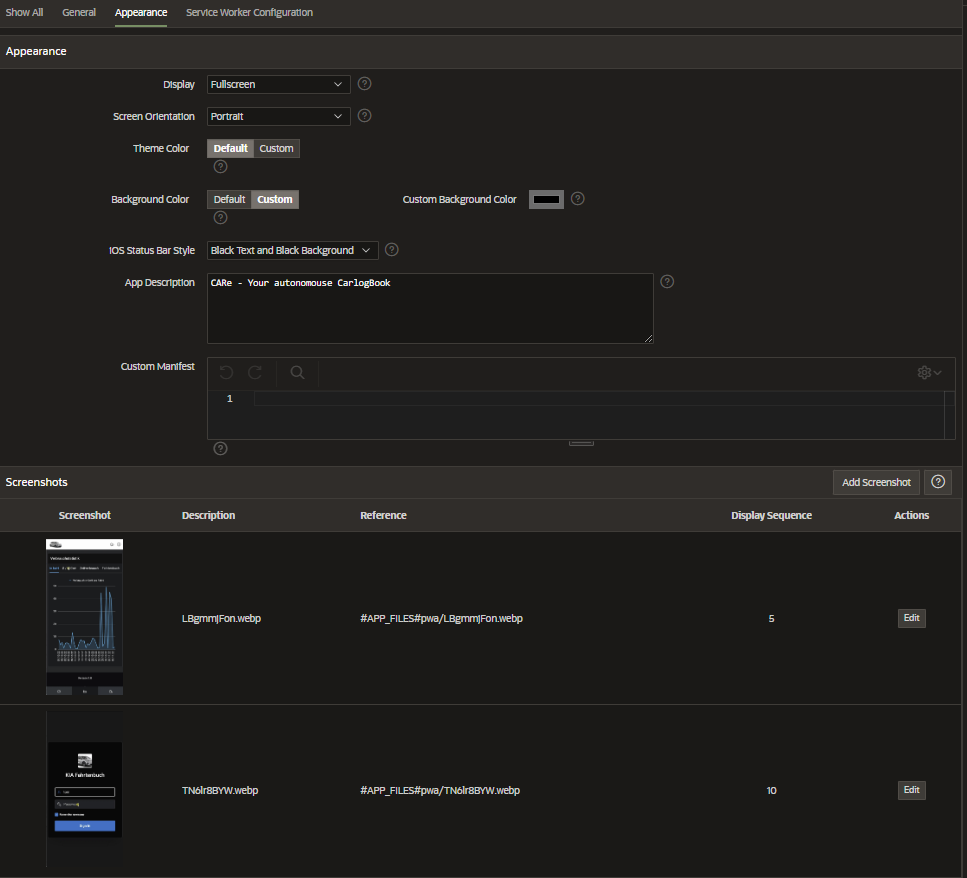 Show All General Appearance Service Worker Configuration
Appearance
Display Fullscreen
Screen Orientation Portrait
Theme Color Default Custom
Background Color Default Custom Custom Background Color
iOS Status Bar Style Black Text and Black Background
App Description CARe - Your autonomouse CarlogBook
Custom Manifest
1
Screenshots Add Screenshot
Screenshot Description Reference Display Sequence Actions
LBgmmjFon.webp #APP_FILES#pwa/LBgmmjFon.webp 5 Edit
KIA Fahrtenbuch
TN6lr8BYW.webp #APP_FILES#pwa/TN6lr8BYW.webp 10 Edit